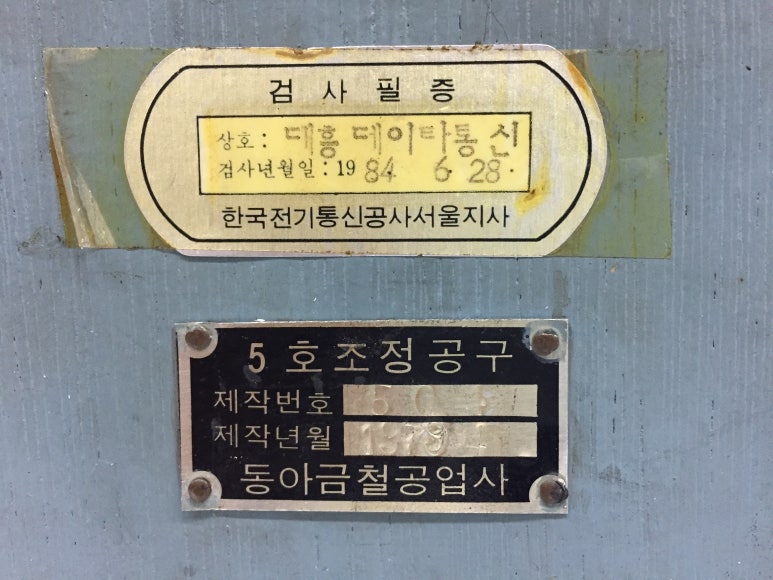 검사필증
상호: 대흥데이타통신
검사년월일: 1984. 6. 28.
한국전기통신공사서울지사
5호조정공구
제작번호
제작년월
동아금철공업사